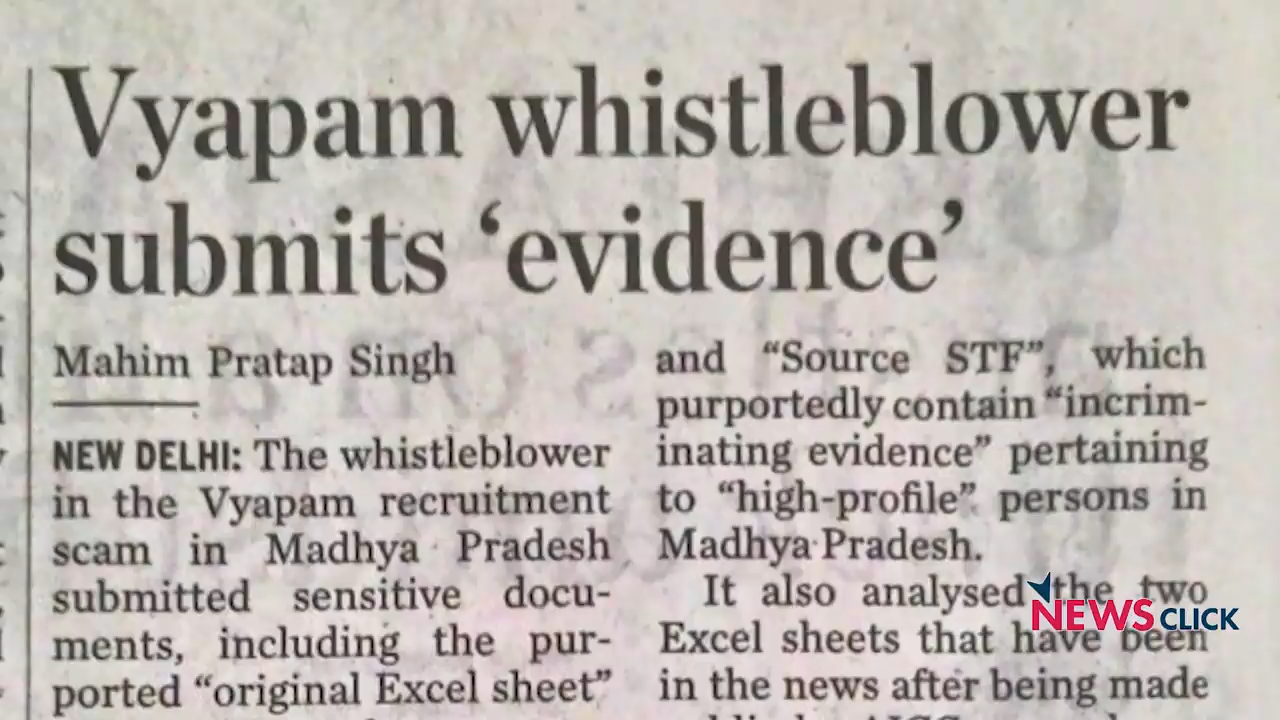 Vyapam whistleblower
submits ‘evidence’
Mahim Pratap Singh
NEW DELHI: The whistleblower
in the Vyapam recruitment
scam in Madhya Pradesh
submitted sensitive docu-
ments, including the pur-
ported “original Excel sheet”
and “Source STF”, which
purportedly contain “incrim-
inating evidence” pertaining
to “high-profile” persons in
Madhya Pradesh.
It also analysed the two
Excel sheets that have been
in the news after being made
NEWSCLICK